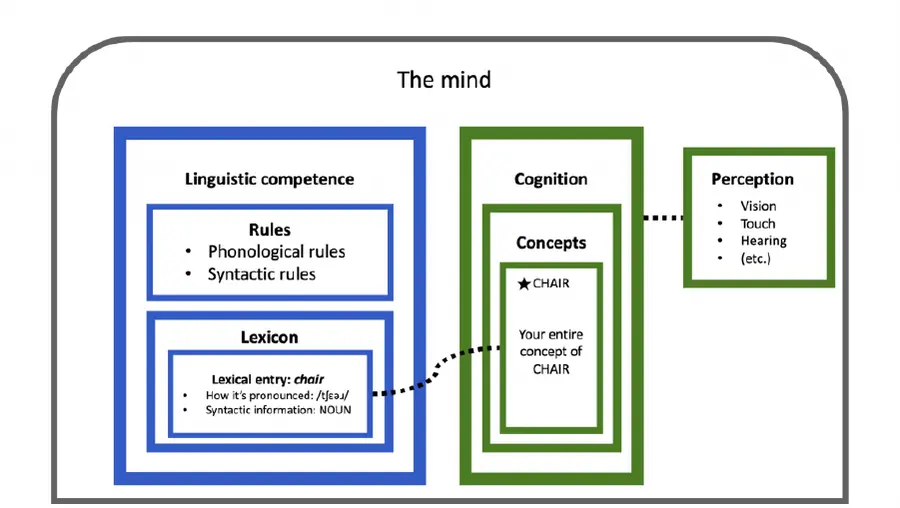 The mind
Linguistic competence
Rules
• Phonological rules
• Syntactic rules
Lexicon
Lexical entry: chair
• How it's pronounced: /tʃɛəɹ/
• Syntactic information: NOUN
Cognition
Concepts
★ CHAIR
Your entire
concept of
CHAIR
Perception
• Vision
• Touch
• Hearing
• (etc.)